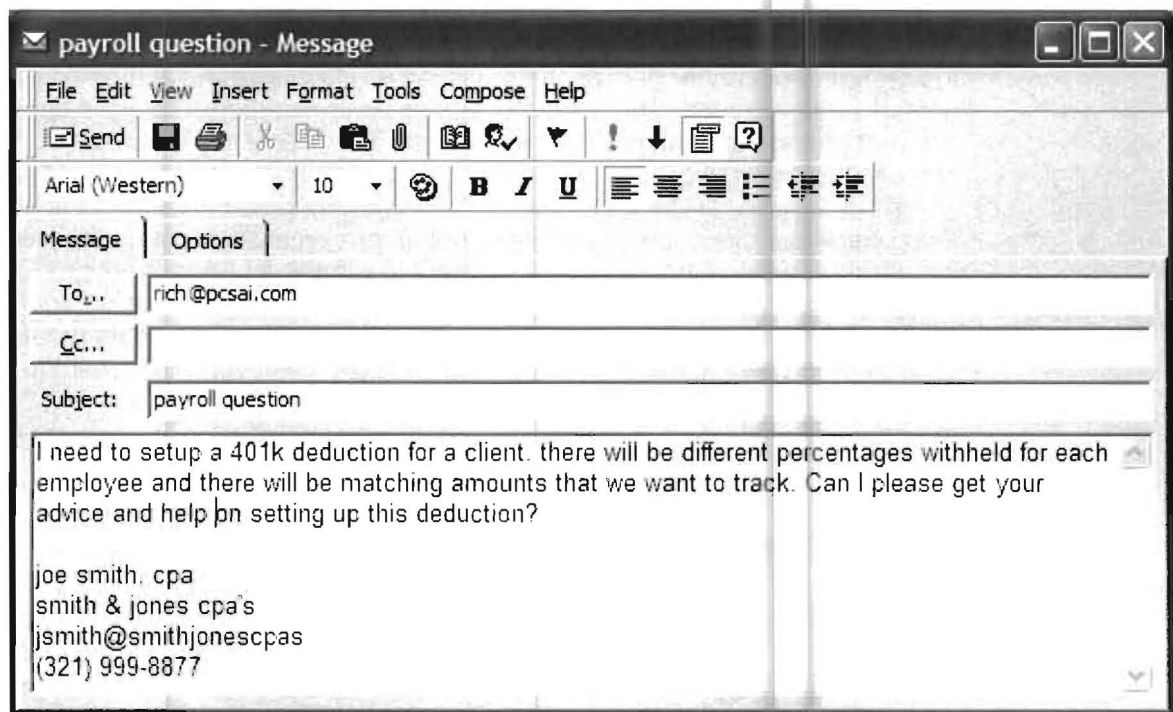 payroll question - Message
File Edit View Insert Format Tools Compose Help
Send
Arial (Western) 10 B I U
Message Options
To... rich@pcsai.com
Cc...
Subject: payroll question
I need to setup a 401k deduction for a client. there will be different percentages withheld for each
employee and there will be matching amounts that we want to track. Can I please get your
advice and help on setting up this deduction?
joe smith, cpa
smith & jones cpa's
jsmith@smithjonescpas
(321) 999-8877